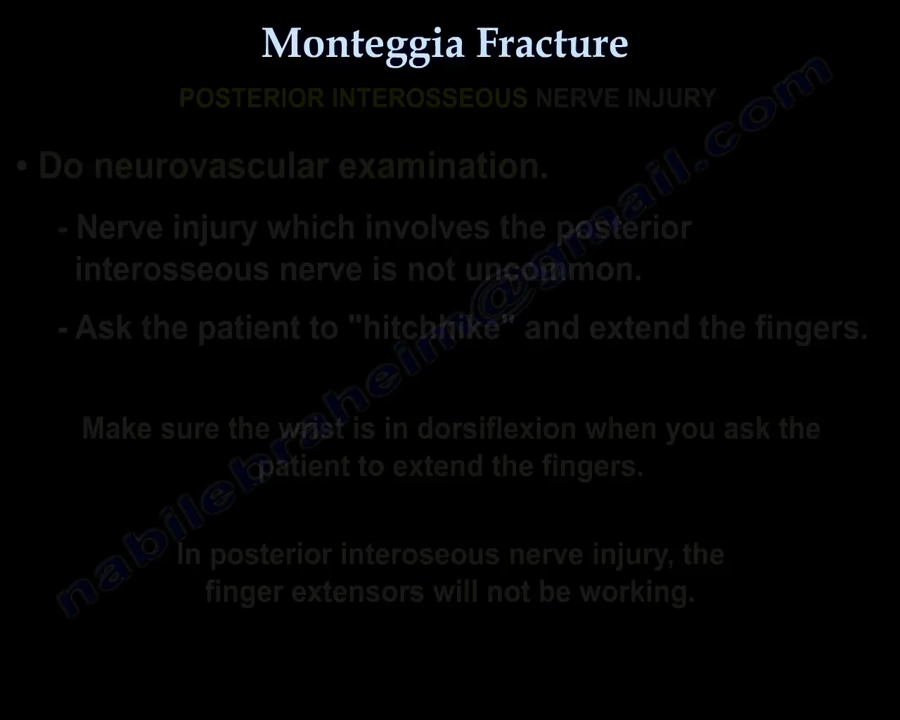 Monteggia Fracture
POSTERIOR INTEROSSEOUS NERVE INJURY
• Do neurovascular examination.
- Nerve injury which involves the posterior
interosseous nerve is not uncommon.
- Ask the patient to "hitchhike" and extend the fingers.
Make sure the wrist is in dorsiflexion when you ask the
patient to extend the fingers.
In posterior interoseous nerve injury, the
finger extensors will not be working.
nabilebraheim@gmail.com